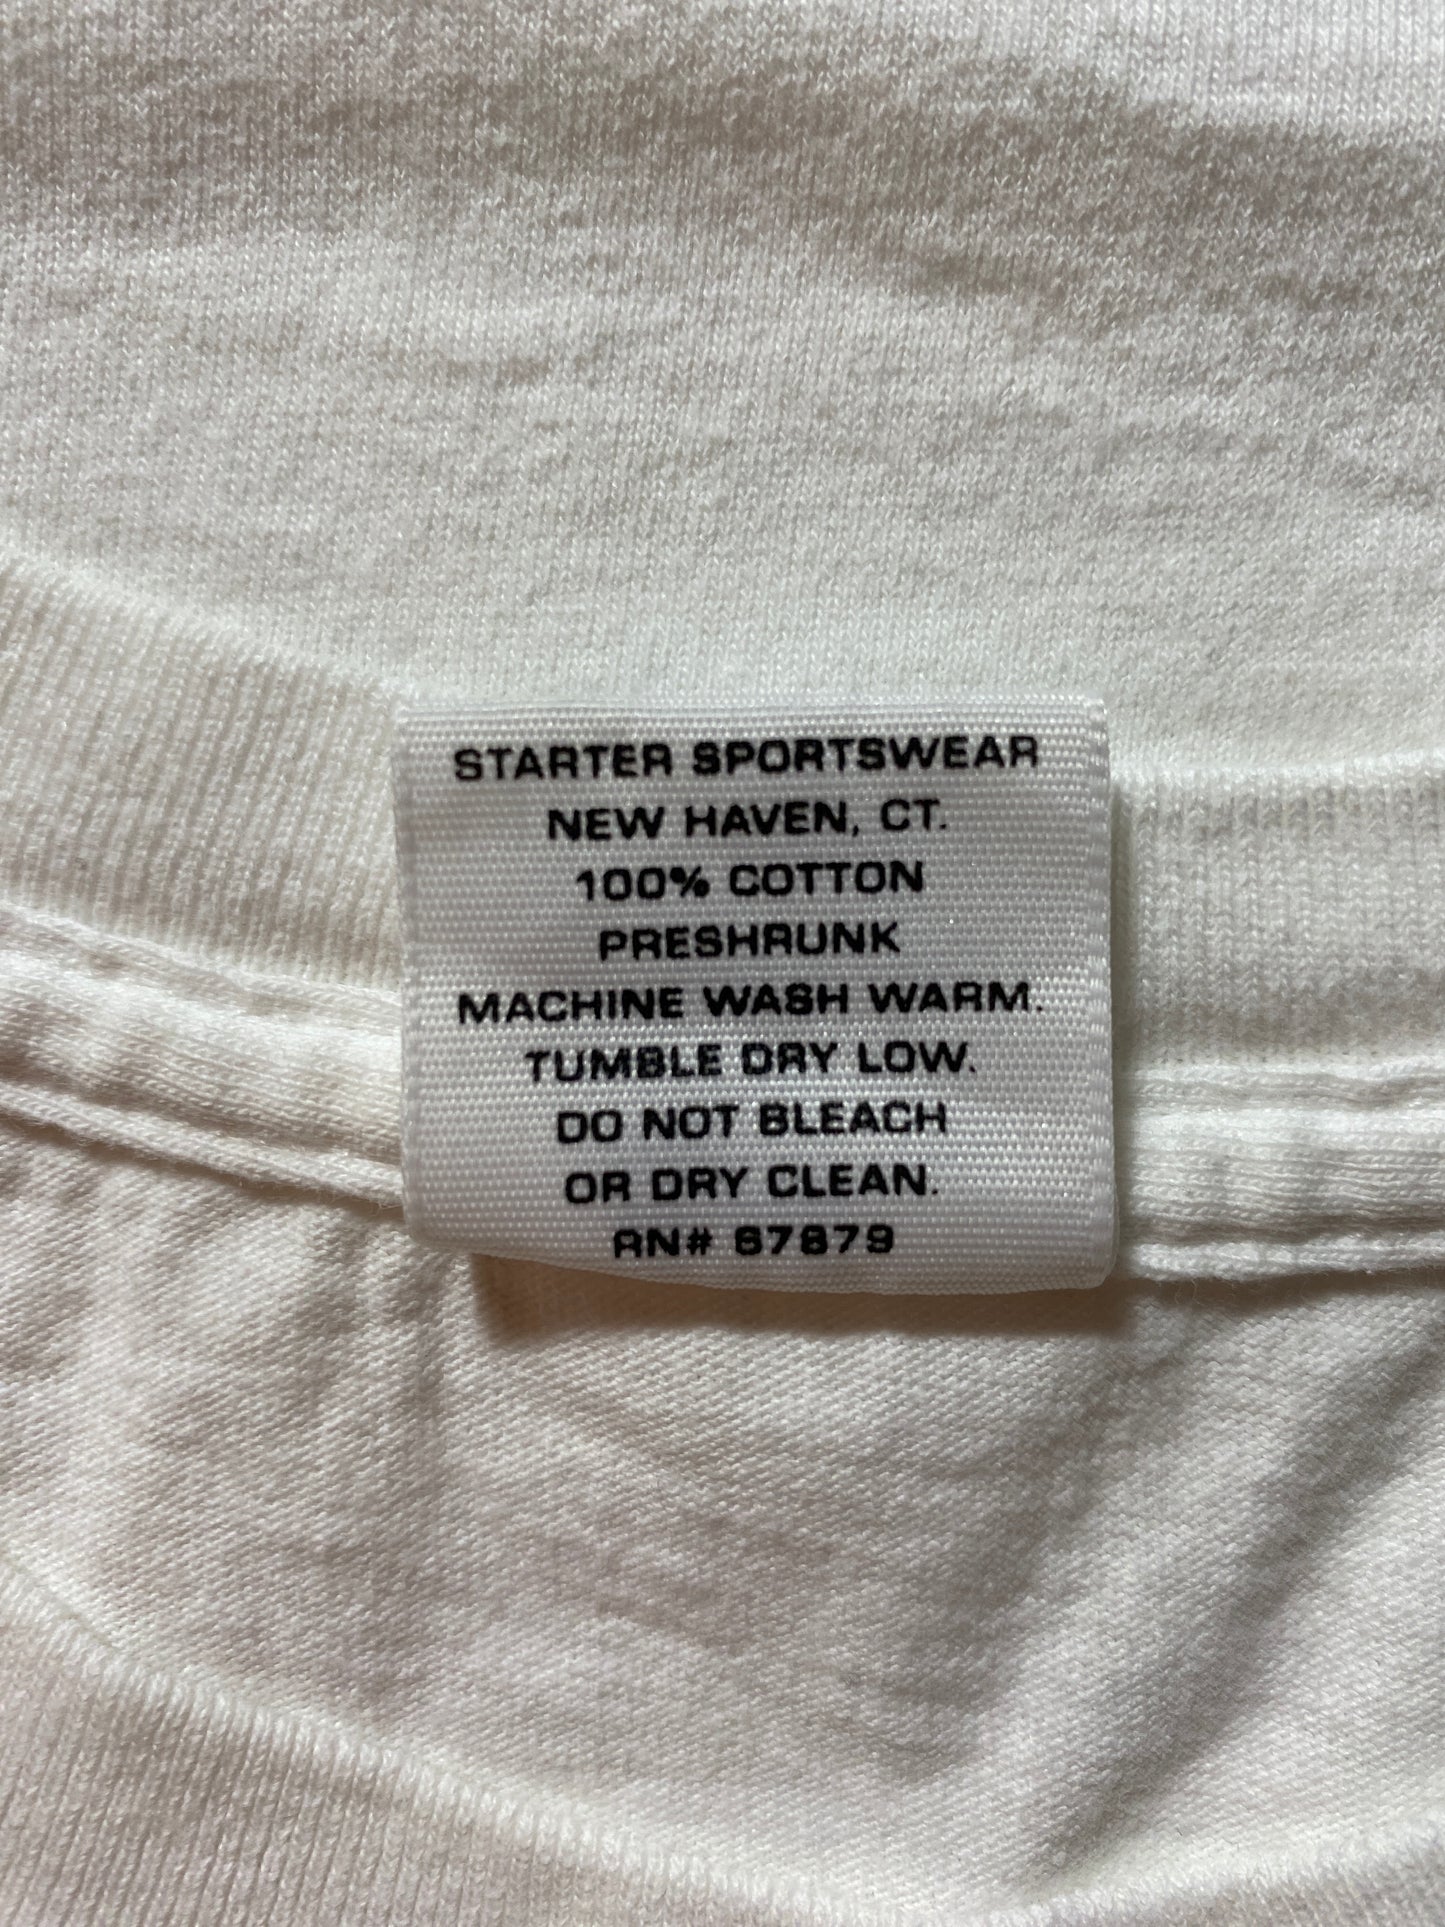 STARTER SPORTSWEAR
NEW HAVEN, CT.
100% COTTON
PRESHRUNK
MACHINE WASH WARM.
TUMBLE DRY LOW.
DO NOT BLEACH
OR DRY CLEAN.
RN# 67879